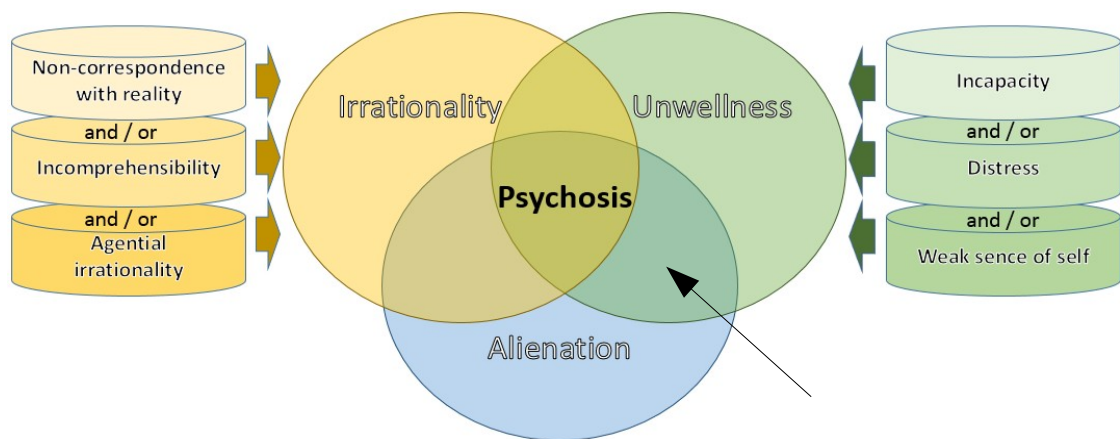 Non-correspondence
with reality
and / or
Incomprehensibility
and / or
Agential
irrationality
Irrationality
Unwellness
Psychosis
Alienation
Incapacity
and / or
Distress
and / or
Weak sence of self